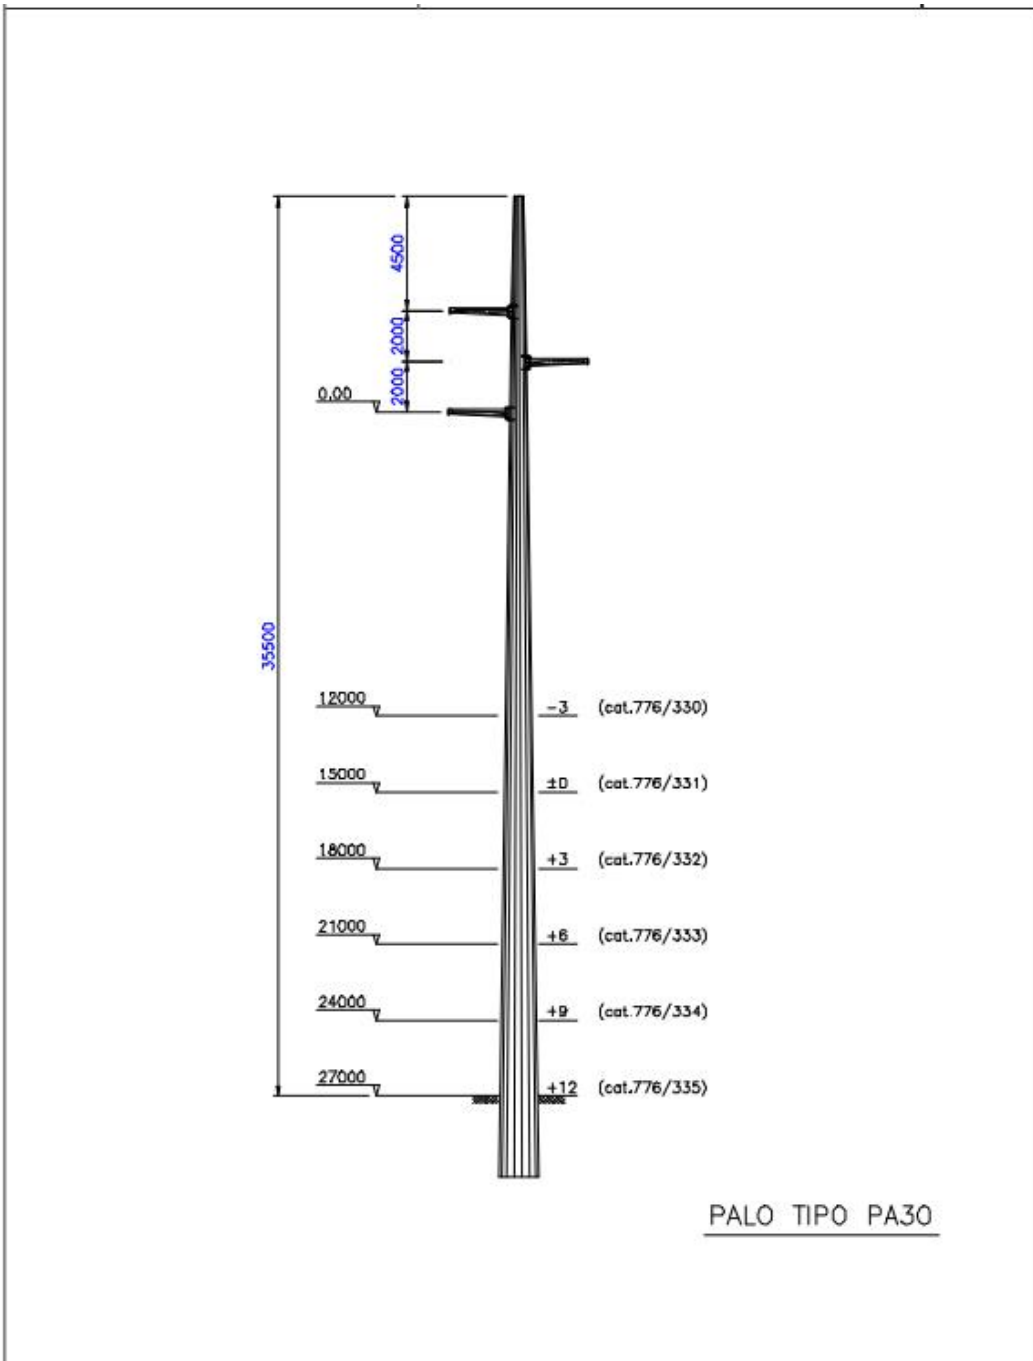 4500
2000
2000
0.00
35500
12000 -3 (cat.776/330)
15000 ±0 (cat.776/331)
18000 +3 (cat.776/332)
21000 +6 (cat.776/333)
24000 +9 (cat.776/334)
27000 +12 (cat.776/335)
PALO TIPO PA30